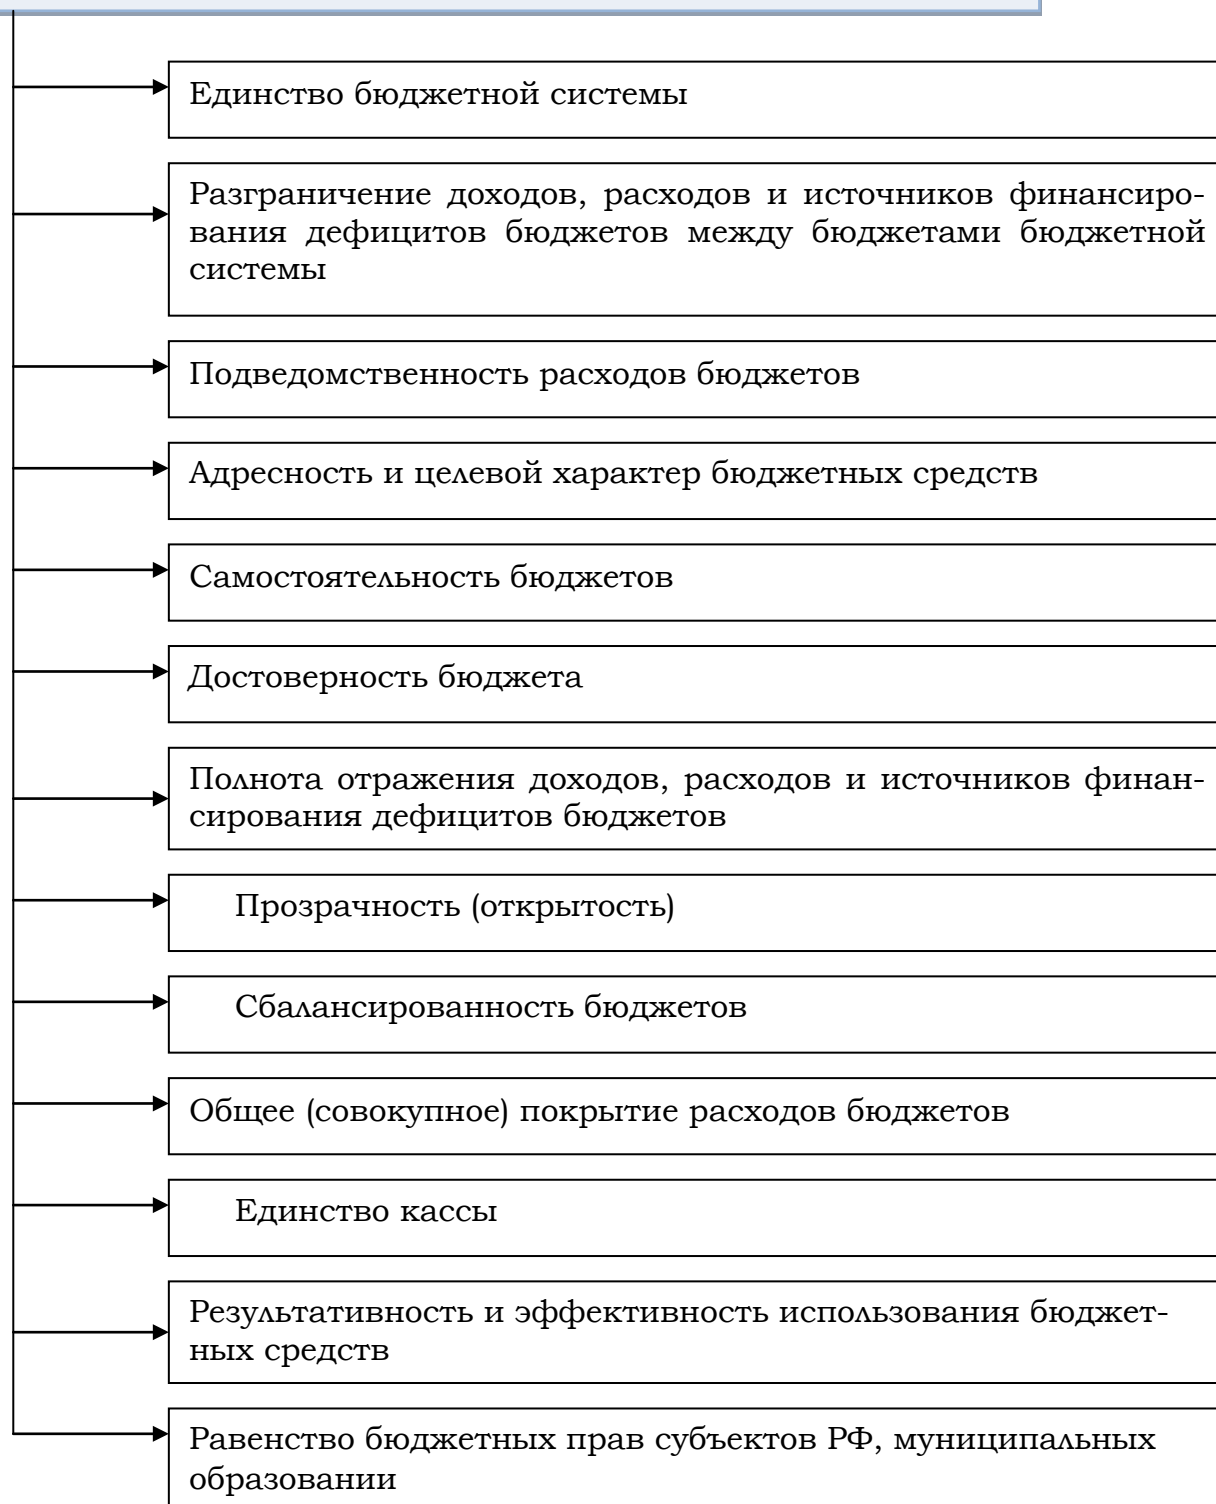 Единство бюджетной системы
Разграничение доходов, расходов и источников финансиро-
вания дефицитов бюджетов между бюджетами бюджетной
системы
Подведомственность расходов бюджетов
Адресность и целевой характер бюджетных средств
Самостоятельность бюджетов
Достоверность бюджета
Полнота отражения доходов, расходов и источников финан-
сирования дефицитов бюджетов
Прозрачность (открытость)
Сбалансированность бюджетов
Общее (совокупное) покрытие расходов бюджетов
Единство кассы
Результативность и эффективность использования бюджет-
ных средств
Равенство бюджетных прав субъектов РФ, муниципальных
образовании